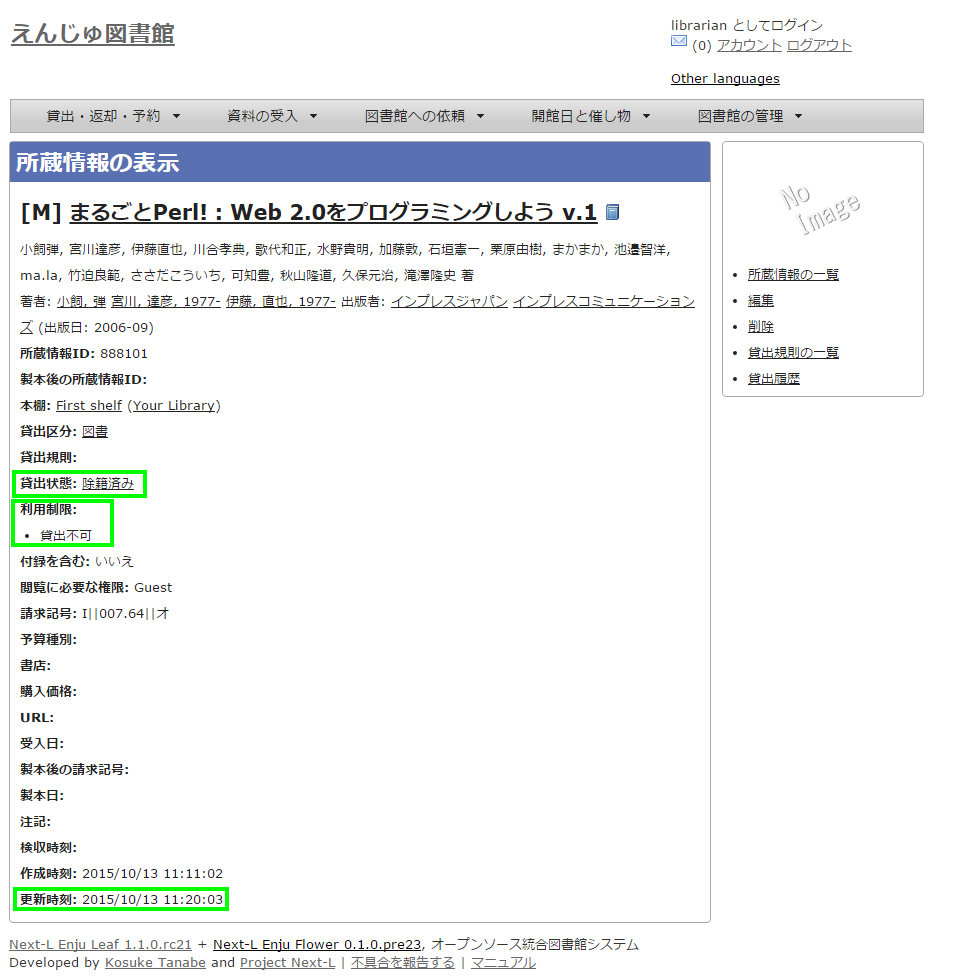 えんじゅ図書館
librarian としてログイン
(0) アカウント ログアウト
Other languages
貸出・返却・予約 ▼ 資料の受入 ▼ 図書館への依頼 ▼ 開館日と催し物 ▼ 図書館の管理 ▼
所蔵情報の表示
[M] まるごとPerl! : Web 2.0をプログラミングしよう v.1
小飼弾, 宮川達彦, 伊藤直也, 川合孝典, 歌代和正, 水野貴明, 加藤敦, 石垣憲一, 栗原由樹, まかまか, 池邉智洋,
ma.la, 竹迫良範, ささだこういち, 可知豊, 秋山隆道, 久保元治, 滝澤隆史 著
著者: 小飼, 弾 宮川, 達彦, 1977- 伊藤, 直也, 1977- 出版者: インプレスジャパン インプレスコミュニケーション
ズ (出版日: 2006-09)
所蔵情報ID: 888101
製本後の所蔵情報ID:
本棚: First shelf (Your Library)
貸出区分: 図書
貸出規則:
貸出状態: 除籍済み
利用制限:
• 貸出不可
付録を含む: いいえ
閲覧に必要な権限: Guest
請求記号: I||007.64||オ
予算種別:
書店:
購入価格:
URL:
受入日:
製本後の請求記号:
製本日:
注記:
検収時刻:
作成時刻: 2015/10/13 11:11:02
更新時刻: 2015/10/13 11:20:03
No
Image
• 所蔵情報の一覧
• 編集
• 削除
• 貸出規則の一覧
• 貸出履歴
Next-L Enju Leaf 1.1.0.rc21 + Next-L Enju Flower 0.1.0.pre23, オープンソース統合図書館システム
Developed by Kosuke Tanabe and Project Next-L | 不具合を報告する | マニュアル